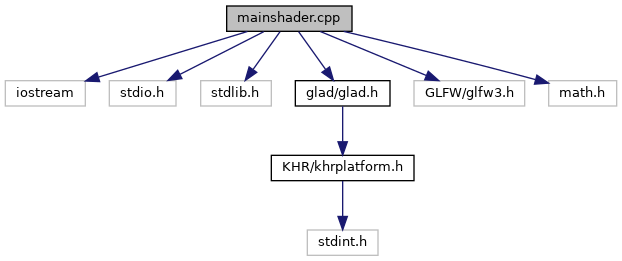 mainshader.cpp
iostream
stdio.h
stdlib.h
glad/glad.h
GLFW/glfw3.h
math.h
KHR/khrplatform.h
stdint.h